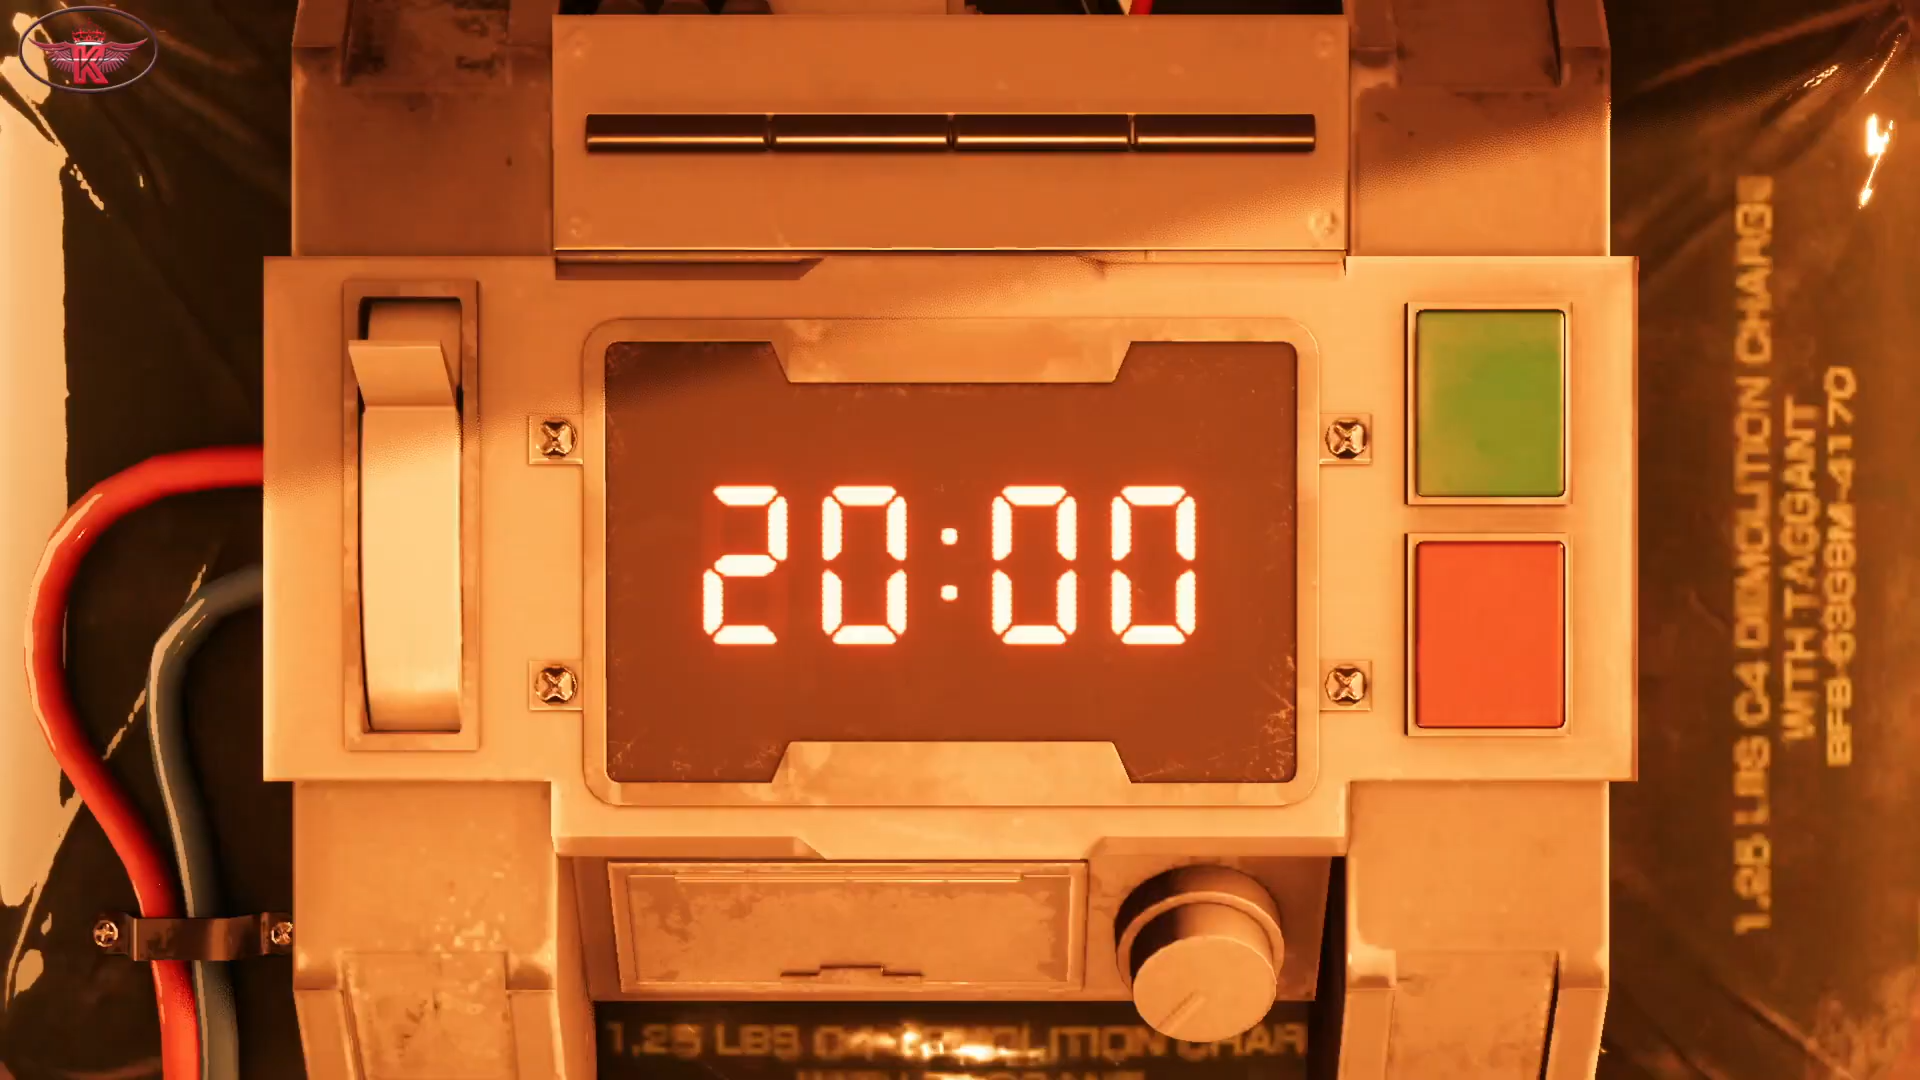 K
20:00
1.25 LBS C4 DEMOLITION CHARGE
WITH TAGGANT
1.25 LBS C4 DEMOLITION CHAR